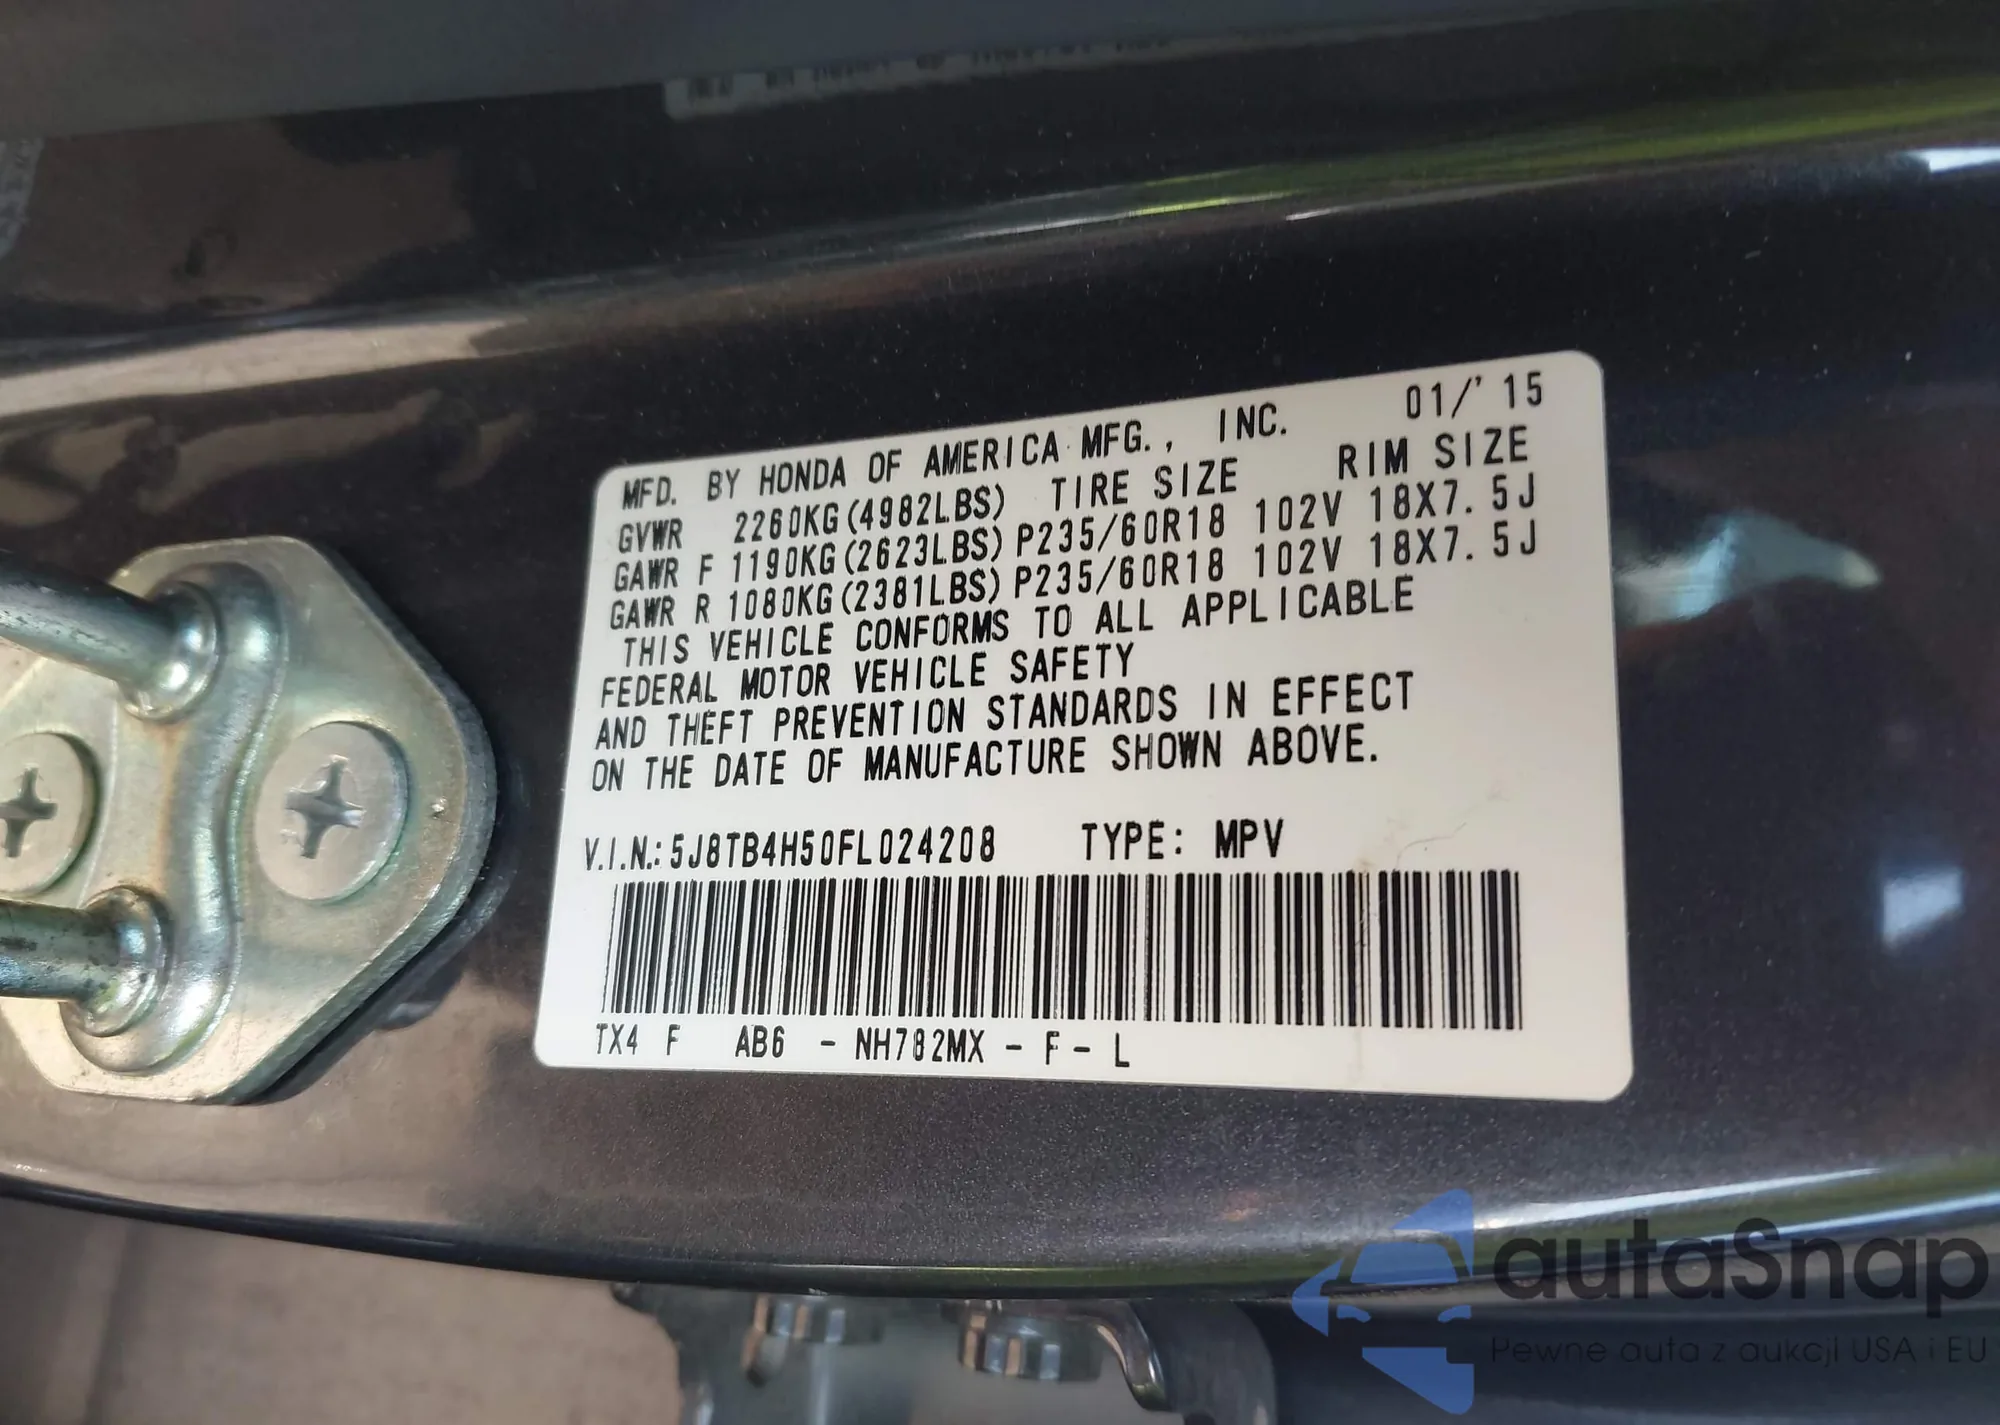 MFD. BY HONDA OF AMERICA MFG., INC. 01/'15
GVWR 2260KG(4982LBS) TIRE SIZE RIM SIZE
GAWR F 1190KG(2623LBS) P235/60R18 102V 18X7.5J
GAWR R 1080KG(2381LBS) P235/60R18 102V 18X7.5J
THIS VEHICLE CONFORMS TO ALL APPLICABLE
FEDERAL MOTOR VEHICLE SAFETY
AND THEFT PREVENTION STANDARDS IN EFFECT
ON THE DATE OF MANUFACTURE SHOWN ABOVE.
V.I.N.: 5J8TB4H50FL024208 TYPE: MPV
TX4 F AB6 - NH782MX - F - L
autaSnap
Pewne auta z aukcji USA i EU